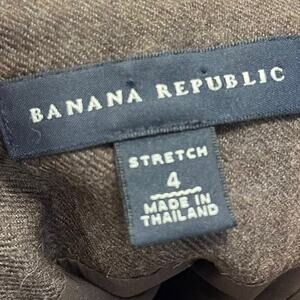 BANANA REPUBLIC
STRETCH
4
MADE IN
THAILAND